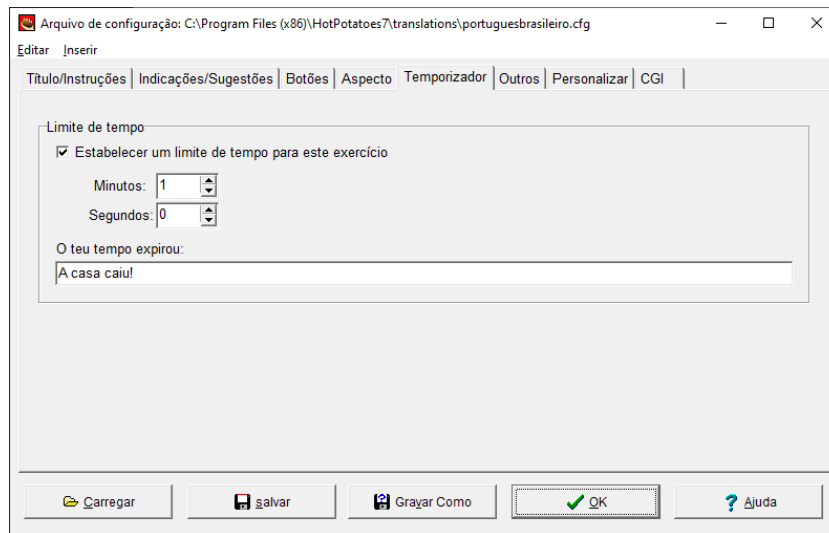 Arquivo de configuração: C:\Program Files (x86)\HotPotatoes7\translations\portuguesbrasileiro.cfg
Editar Inserir
Título/Instruções Indicações/Sugestões Botões Aspecto Temporizador Outros Personalizar CGI
Limite de tempo
Estabelecer um limite de tempo para este exercício
Minutos: 1
Segundos: 0
O teu tempo expirou:
A casa caiu!
Carregar salvar Gravar Como OK Ajuda